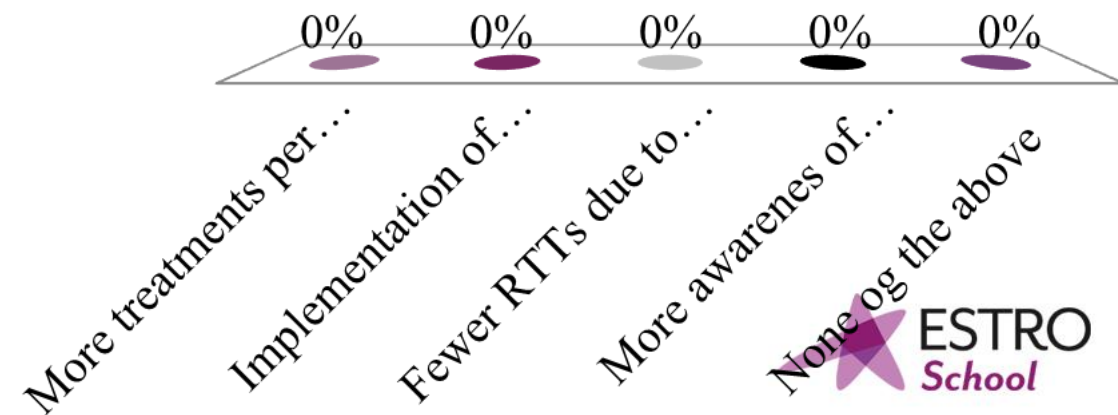 0% 0% 0% 0% 0%
More treatments per…
Implementation of…
Fewer RTTs due to…
More awarenes of…
None og the above
ESTRO
School